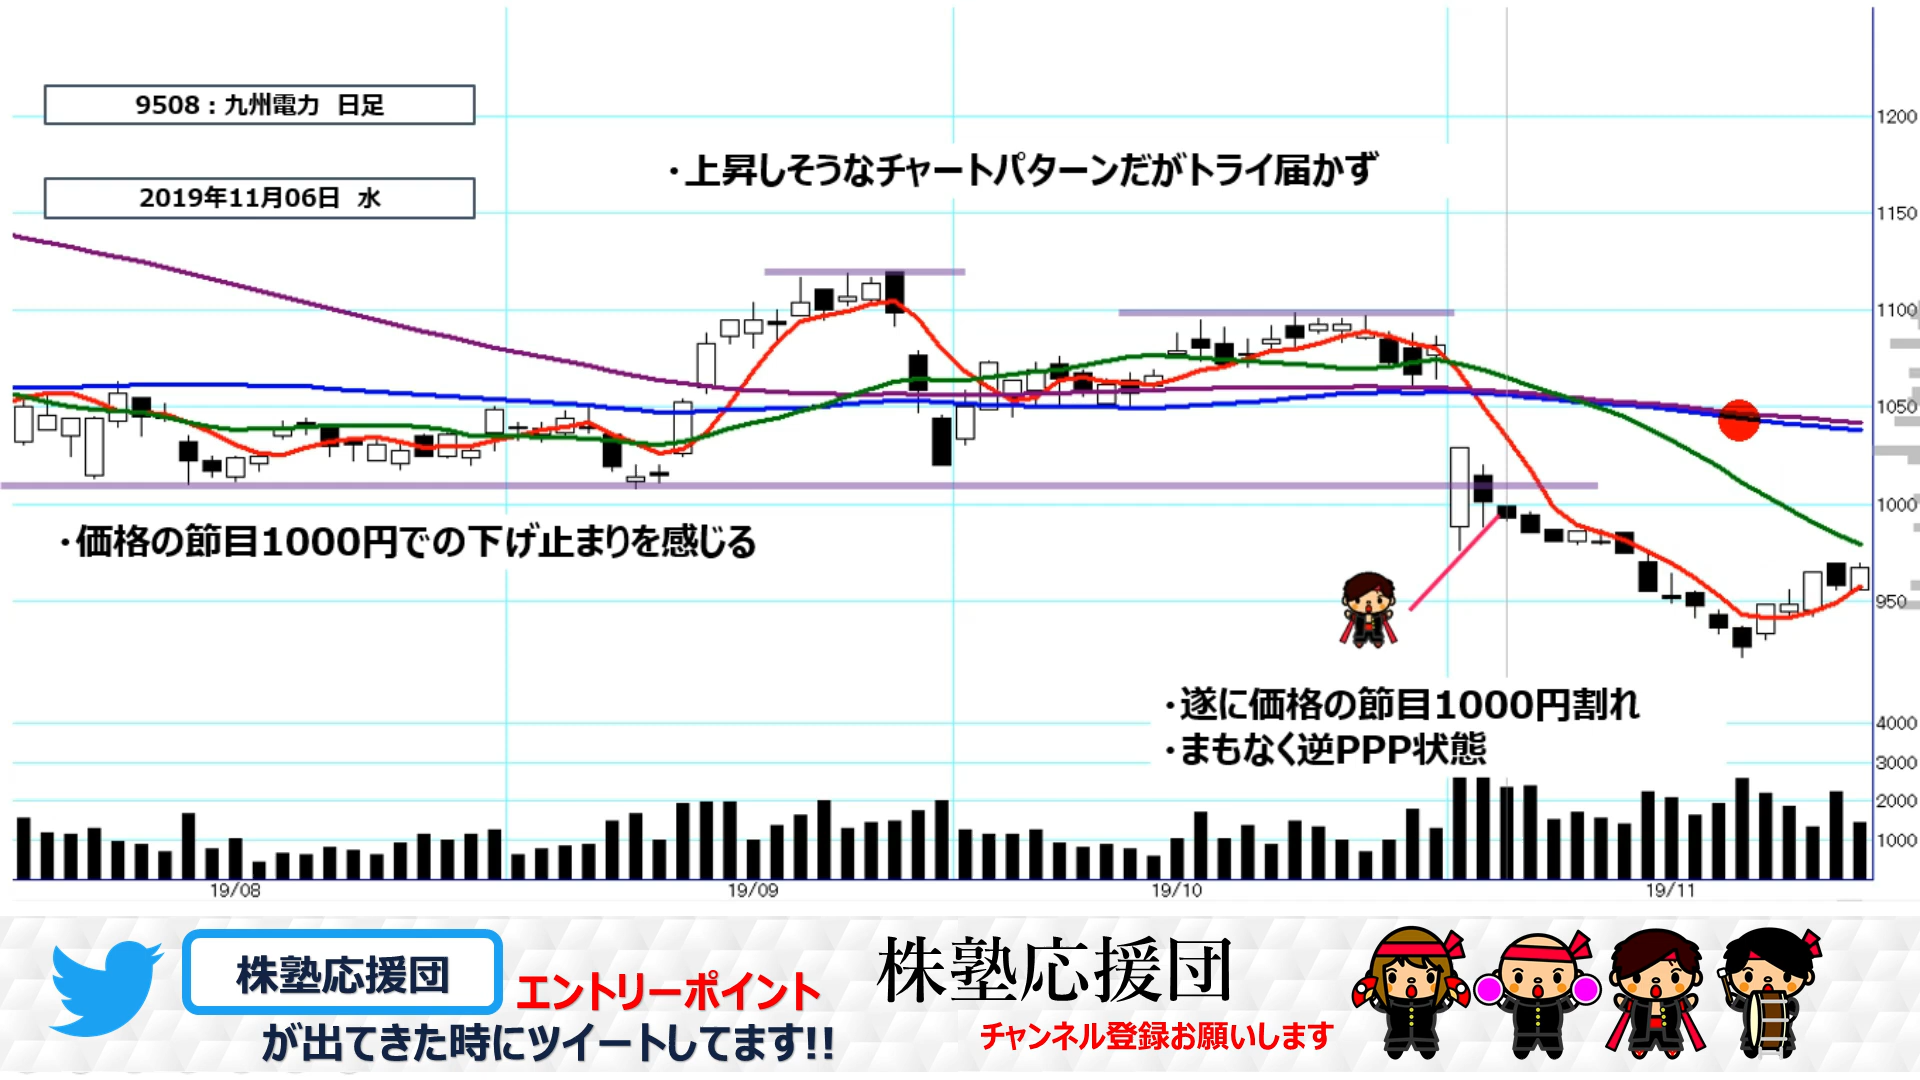 9508：九州電力 日足
2019年11月06日 水
・上昇しそうなチャートパターンだがトライ届かず
・価格の節目1000円での下げ止まりを感じる
・遂に価格の節目1000円割れ
・まもなく逆PPP状態
1200
1150
1100
1050
1000
950
4000
3000
2000
1000
19/08 19/09 19/10 19/11
株塾応援団
エントリーポイント
が出てきた時にツイートしてます!!
株塾応援団
チャンネル登録お願いします